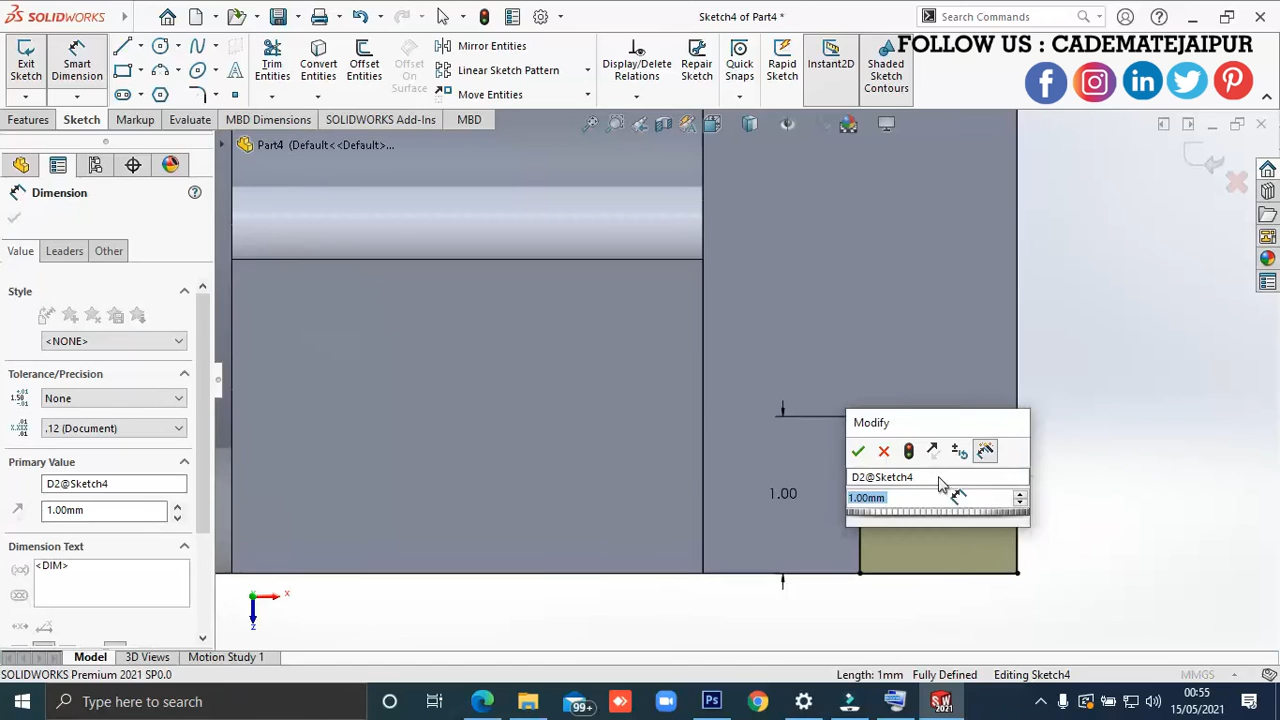 SOLIDWORKS
Sketch4 of Part4 *
Search Commands
FOLLOW US : CADEMATEJAIPUR
Exit Sketch
Smart Dimension
Trim Entities
Convert Entities
Offset Entities
Offset On Surface
Mirror Entities
Linear Sketch Pattern
Move Entities
Display/Delete Relations
Repair Sketch
Quick Snaps
Rapid Sketch
Instant2D
Shaded Sketch Contours
Features
Sketch
Markup
Evaluate
MBD Dimensions
SOLIDWORKS Add-Ins
MBD
Part4 (Default<<Default>...
Dimension
Value
Leaders
Other
Style
<NONE>
Tolerance/Precision
None
.12 (Document)
Primary Value
D2@Sketch4
1.00mm
Dimension Text
<DIM>
Modify
D2@Sketch4
1.00mm
1.00
x
z
Model
3D Views
Motion Study 1
SOLIDWORKS Premium 2021 SP0.0
Length: 1mm
Fully Defined
Editing Sketch4
MMGS
Type here to search
99+
Ps
SW
2021
00:55
15/05/2021